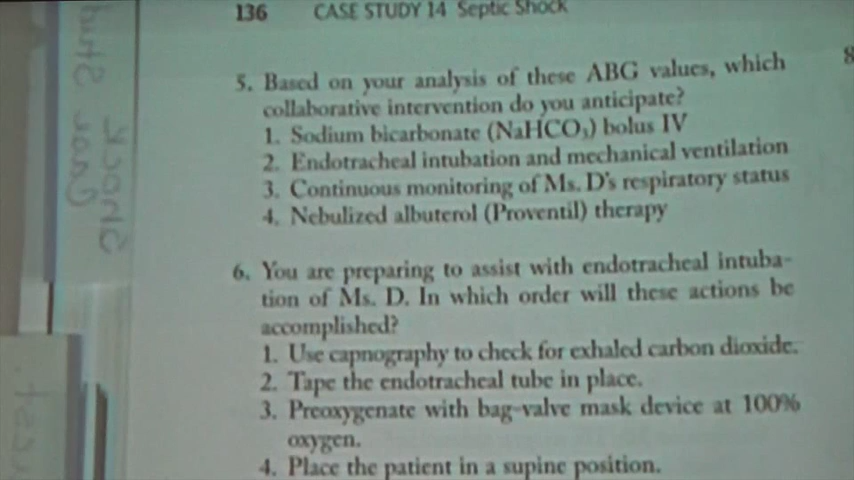 136 CASE STUDY 14 Septic Shock
5. Based on your analysis of these ABG values, which
collaborative intervention do you anticipate?
1. Sodium bicarbonate (NaHCO₃) bolus IV
2. Endotracheal intubation and mechanical ventilation
3. Continuous monitoring of Ms. D's respiratory status
4. Nebulized albuterol (Proventil) therapy
6. You are preparing to assist with endotracheal intuba-
tion of Ms. D. In which order will these actions be
accomplished?
1. Use capnography to check for exhaled carbon dioxide.
2. Tape the endotracheal tube in place.
3. Preoxygenate with bag-valve mask device at 100%
oxygen.
4. Place the patient in a supine position.
8